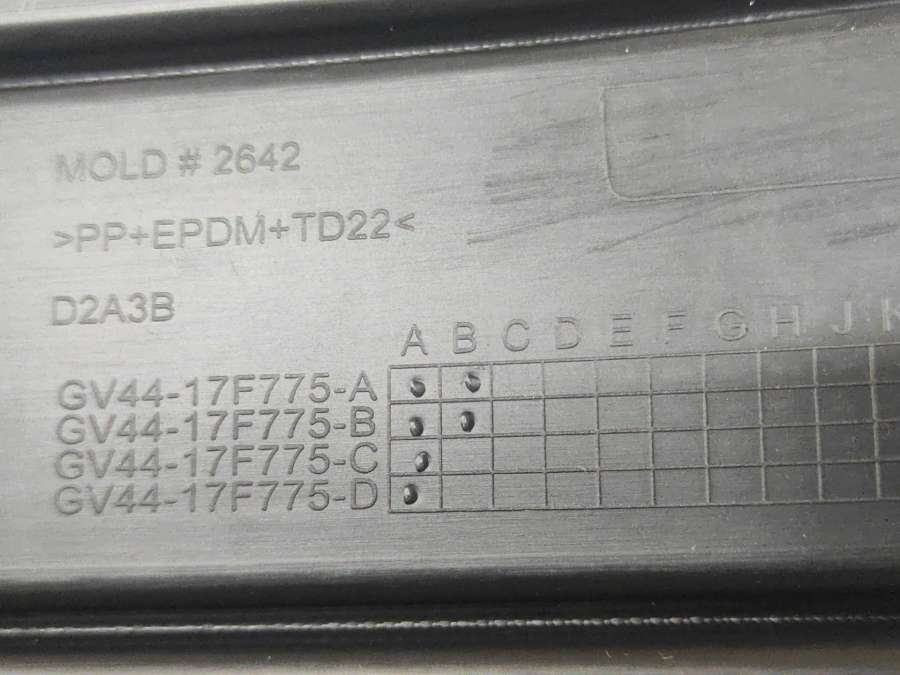 MOLD # 2642
>PP+EPDM+TD22<
D2A3B
A B C D E F G H J K
GV44-17F775-A
GV44-17F775-B
GV44-17F775-C
GV44-17F775-D